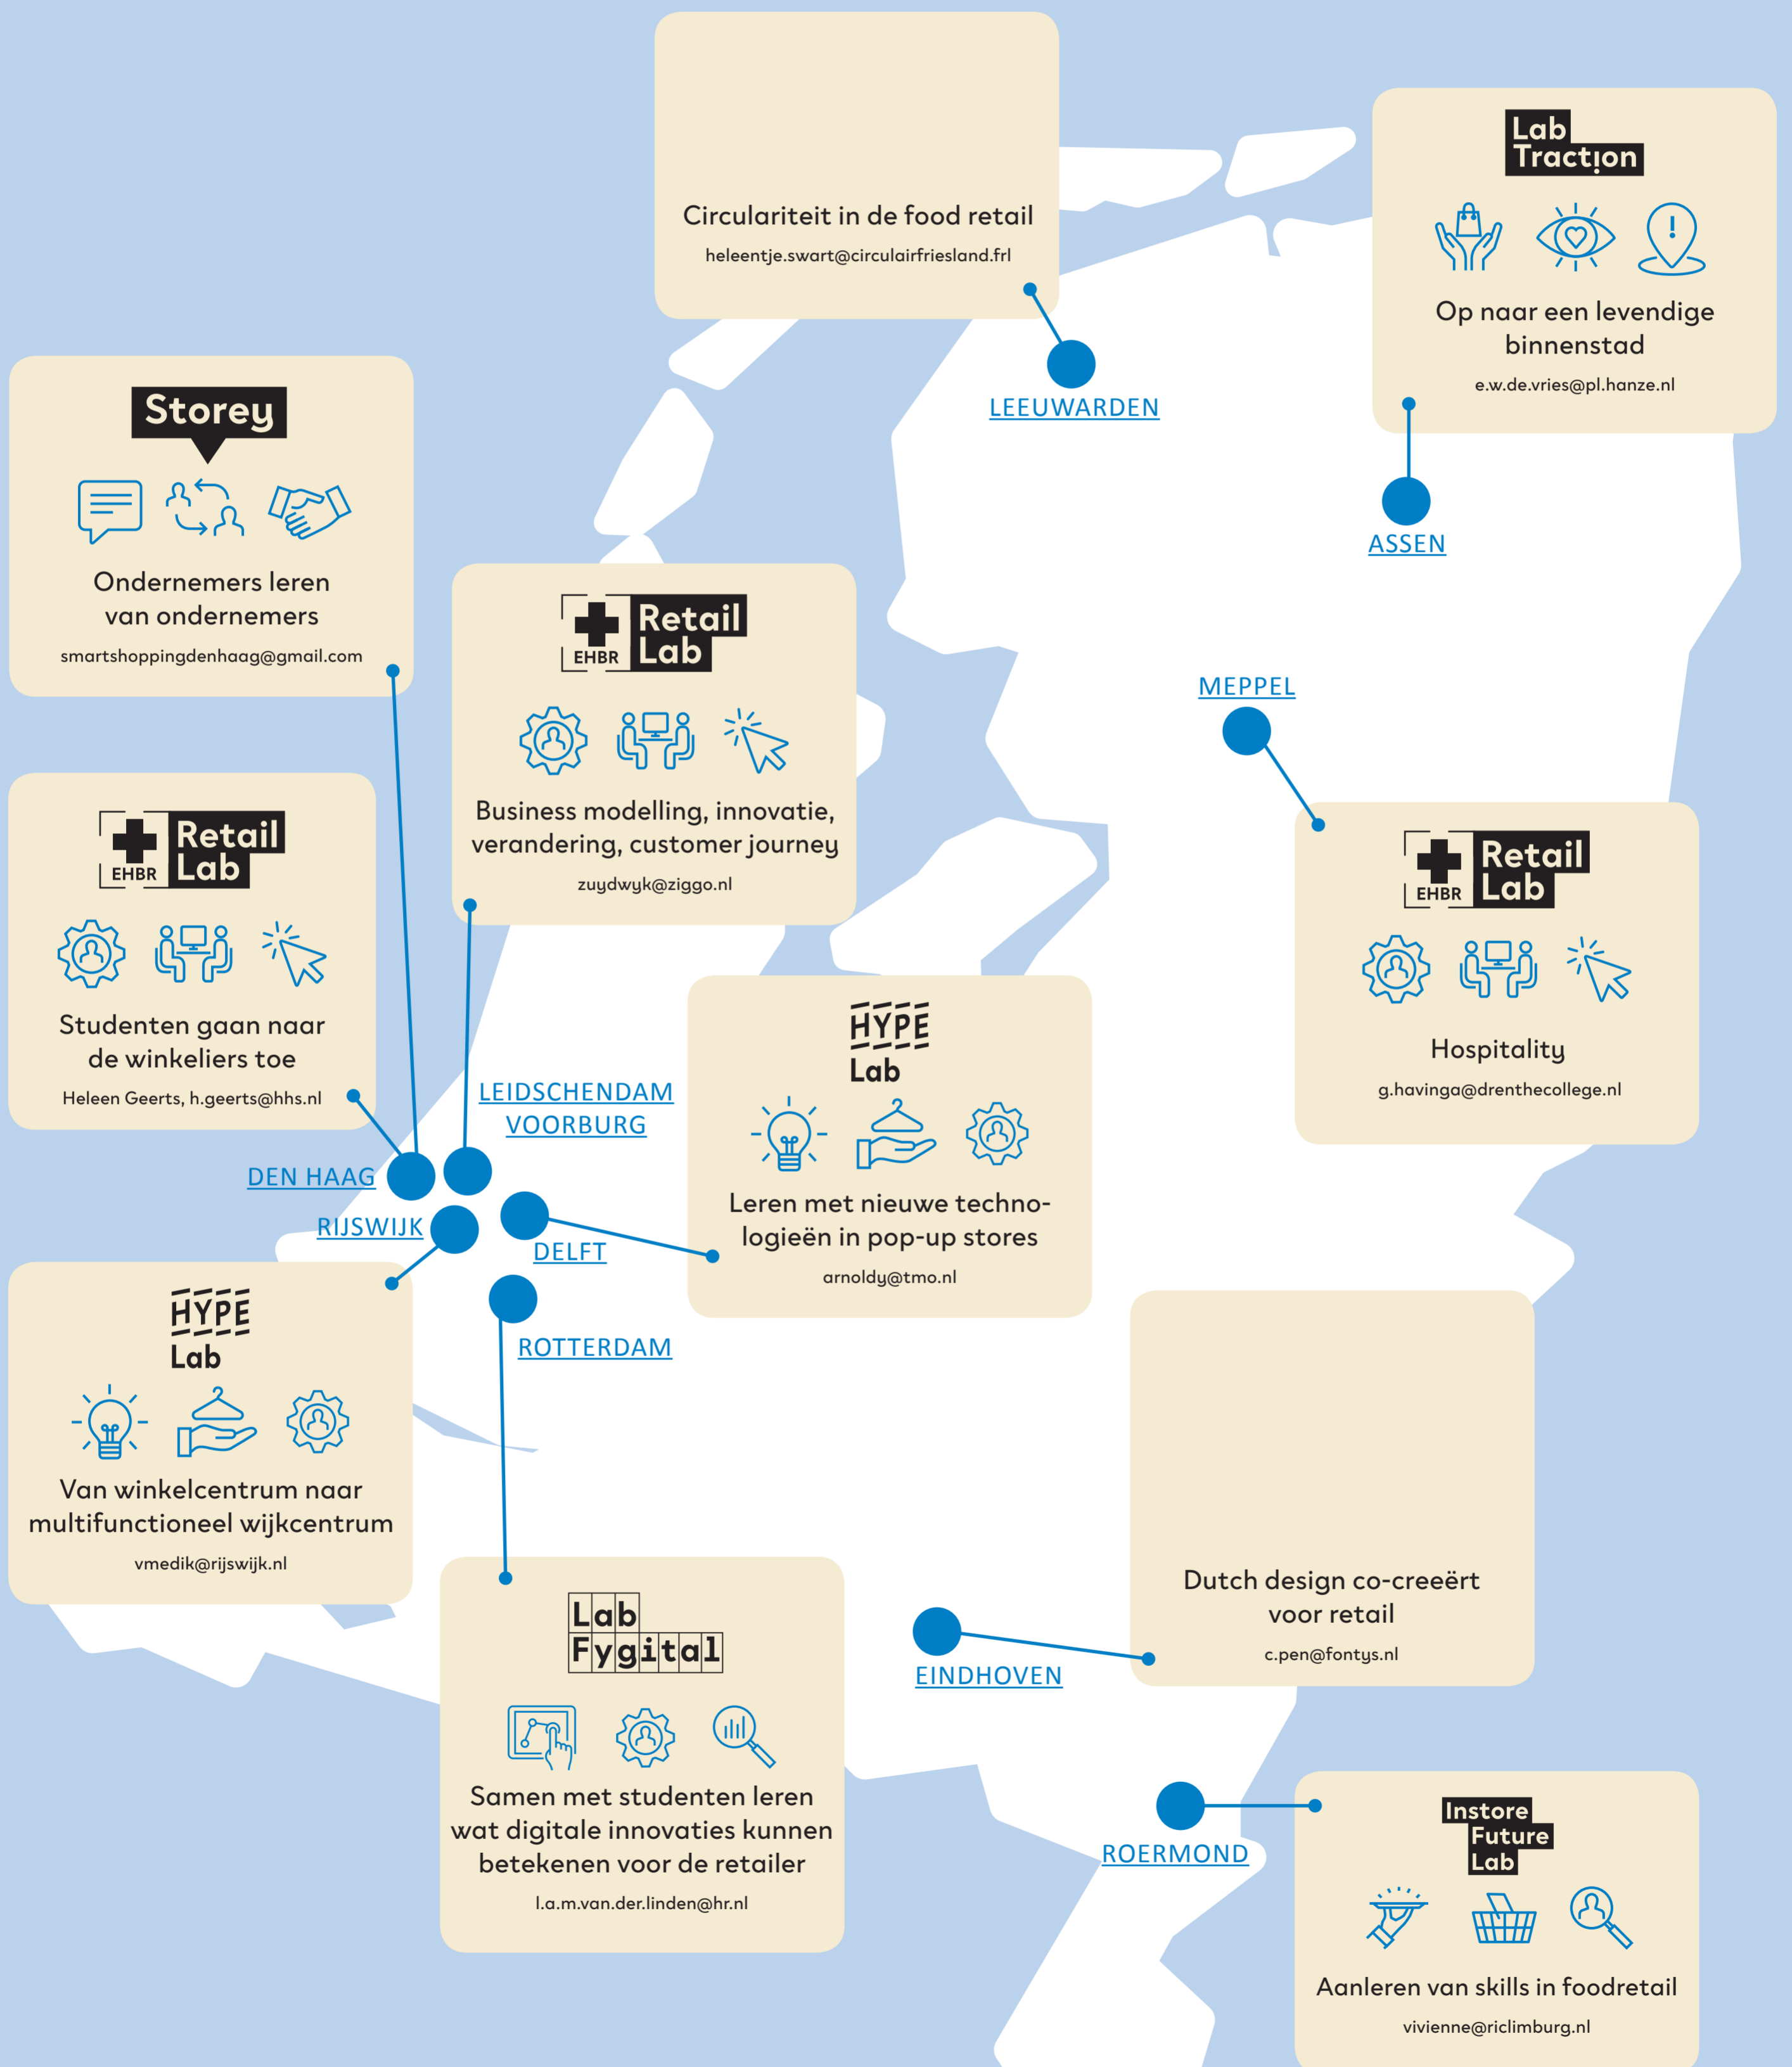 Circulariteit in de food retail
heleentje.swart@circulairfriesland.frl
LEEUWARDEN
Lab
Traction
Op naar een levendige
binnenstad
e.w.de.vries@pl.hanze.nl
ASSEN
Storey
Ondernemers leren
van ondernemers
smartshoppingdenhaag@gmail.com
EHBR
Retail
Lab
Business modelling, innovatie,
verandering, customer journey
zuydwyk@ziggo.nl
MEPPEL
EHBR
Retail
Lab
Studenten gaan naar
de winkeliers toe
Heleen Geerts, h.geerts@hhs.nl
EHBR
Retail
Lab
Hospitality
g.havinga@drenthecollege.nl
LEIDSCHENDAM
VOORBURG
DEN HAAG
RIJSWIJK
DELFT
ROTTERDAM
HYPE
Lab
Leren met nieuwe techno-
logieën in pop-up stores
arnoldy@tmo.nl
HYPE
Lab
Van winkelcentrum naar
multifunctioneel wijkcentrum
vmedik@rijswijk.nl
Dutch design co-creeërt
voor retail
c.pen@fontys.nl
EINDHOVEN
Lab
Fygital
Samen met studenten leren
wat digitale innovaties kunnen
betekenen voor de retailer
l.a.m.van.der.linden@hr.nl
ROERMOND
Instore
Future
Lab
Aanleren van skills in foodretail
vivienne@riclimburg.nl